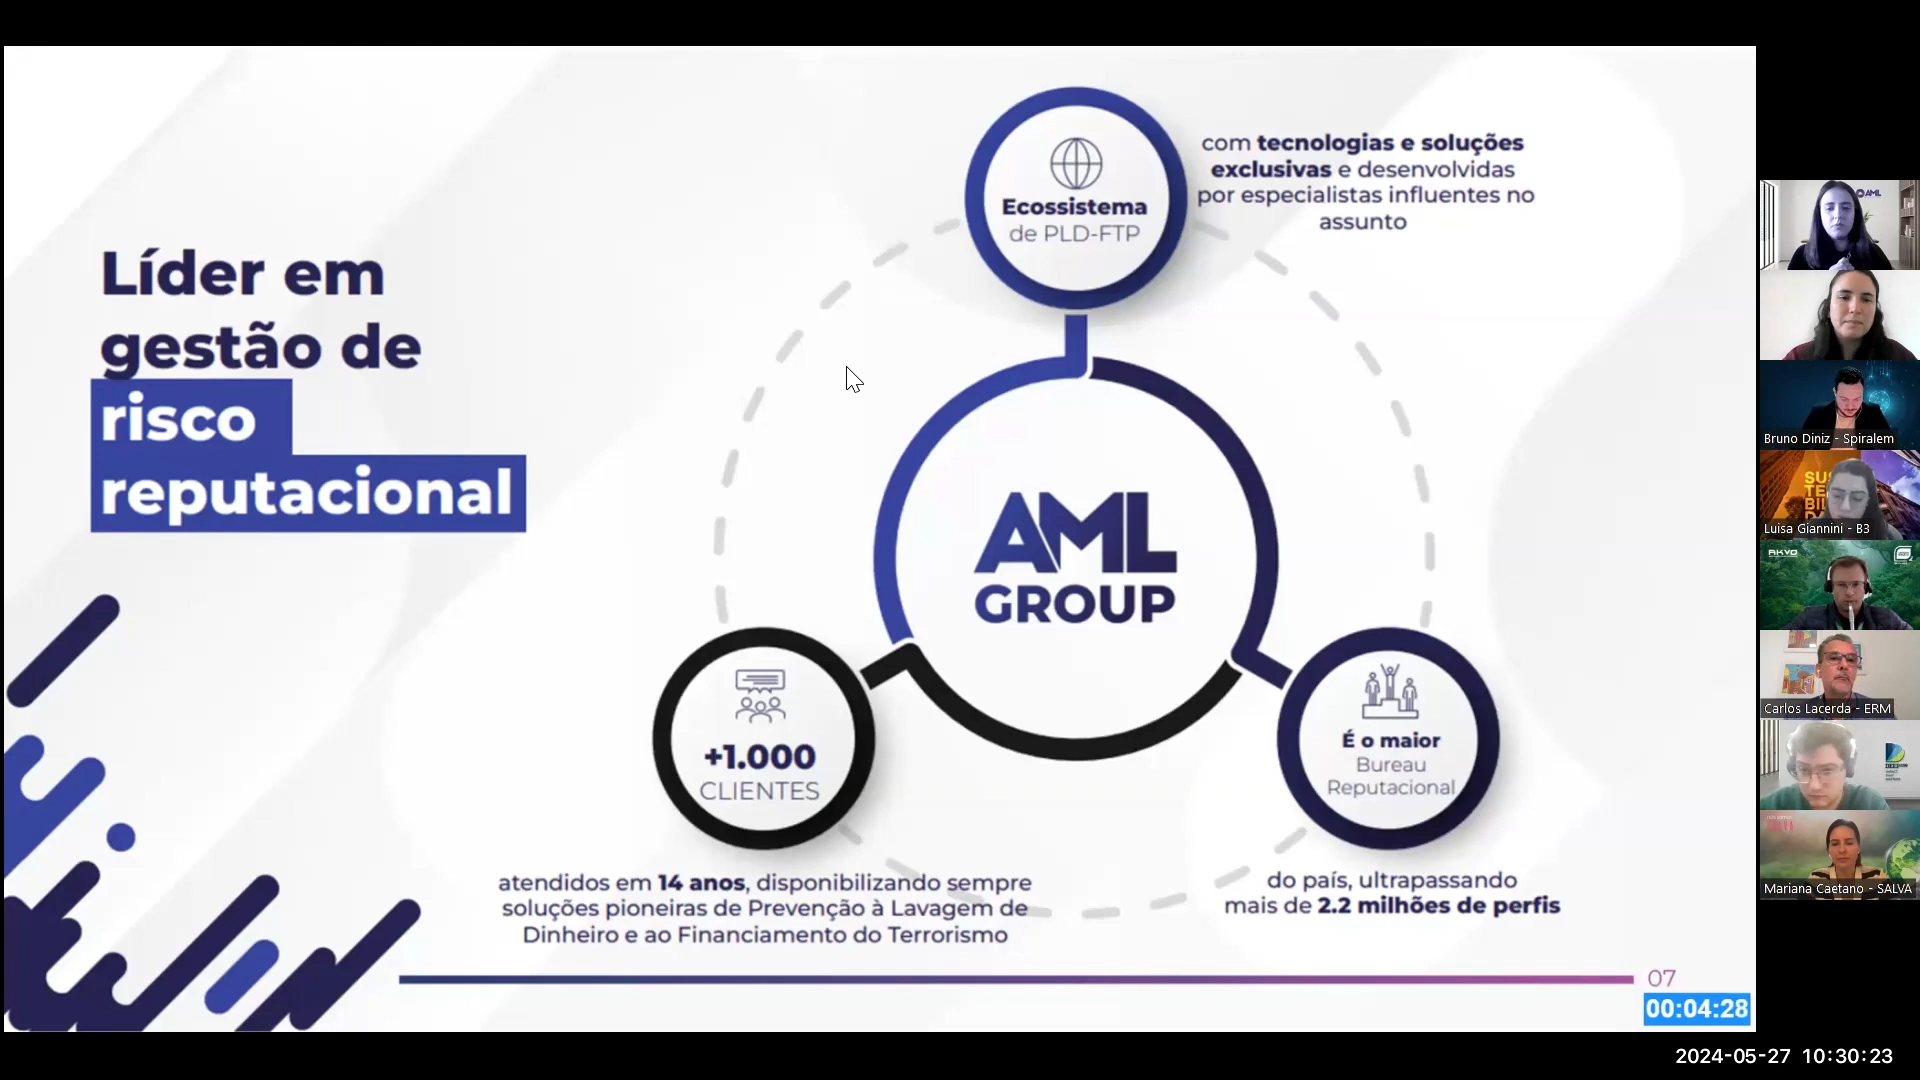 Líder em
gestão de
risco
reputacional
Ecossistema
de PLD-FTP
com tecnologias e soluções
exclusivas e desenvolvidas
por especialistas influentes no
assunto
AML
GROUP
+1.000
CLIENTES
atendidos em 14 anos, disponibilizando sempre
soluções pioneiras de Prevenção à Lavagem de
Dinheiro e ao Financiamento do Terrorismo
É o maior
Bureau
Reputacional
do país, ultrapassando
mais de 2.2 milhões de perfis
07
00:04:28
AML
Bruno Diniz - Spiralem
Luisa Giannini - B3
Carlos Lacerda - ERM
Mariana Caetano - SALVA
2024-05-27 10:30:23